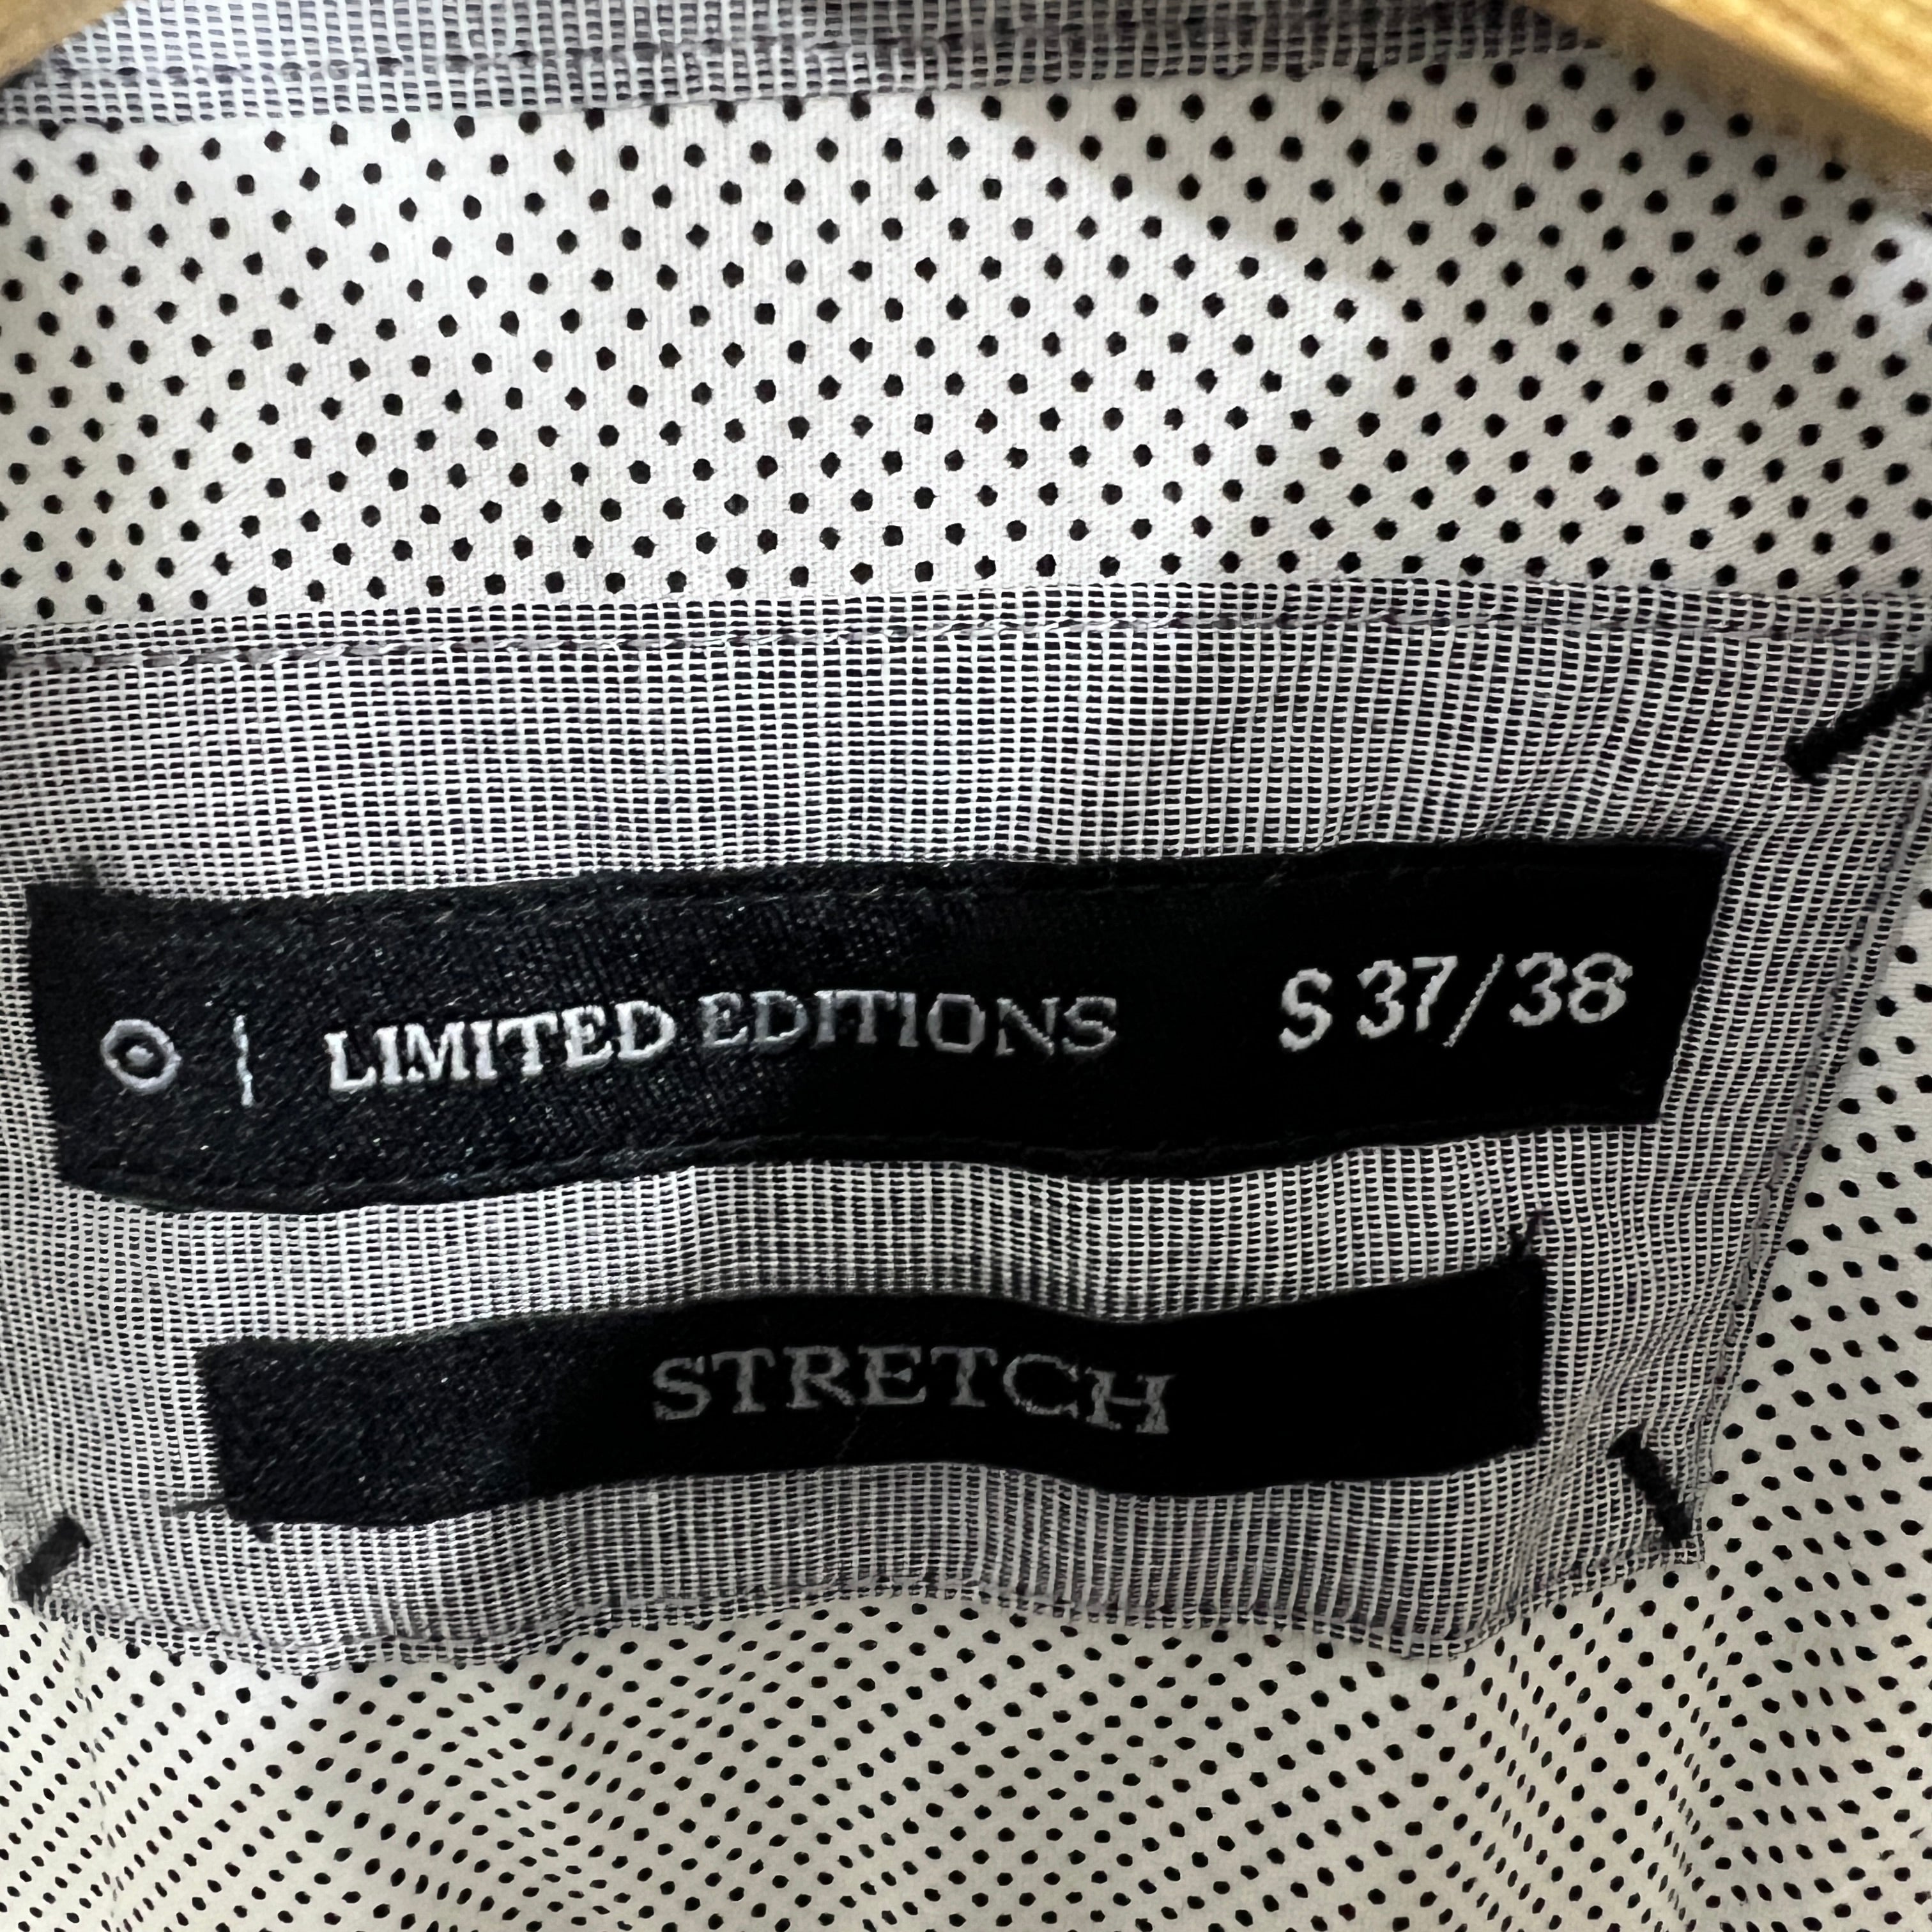 LIMITED EDITIONS S 37/38
STRETCH